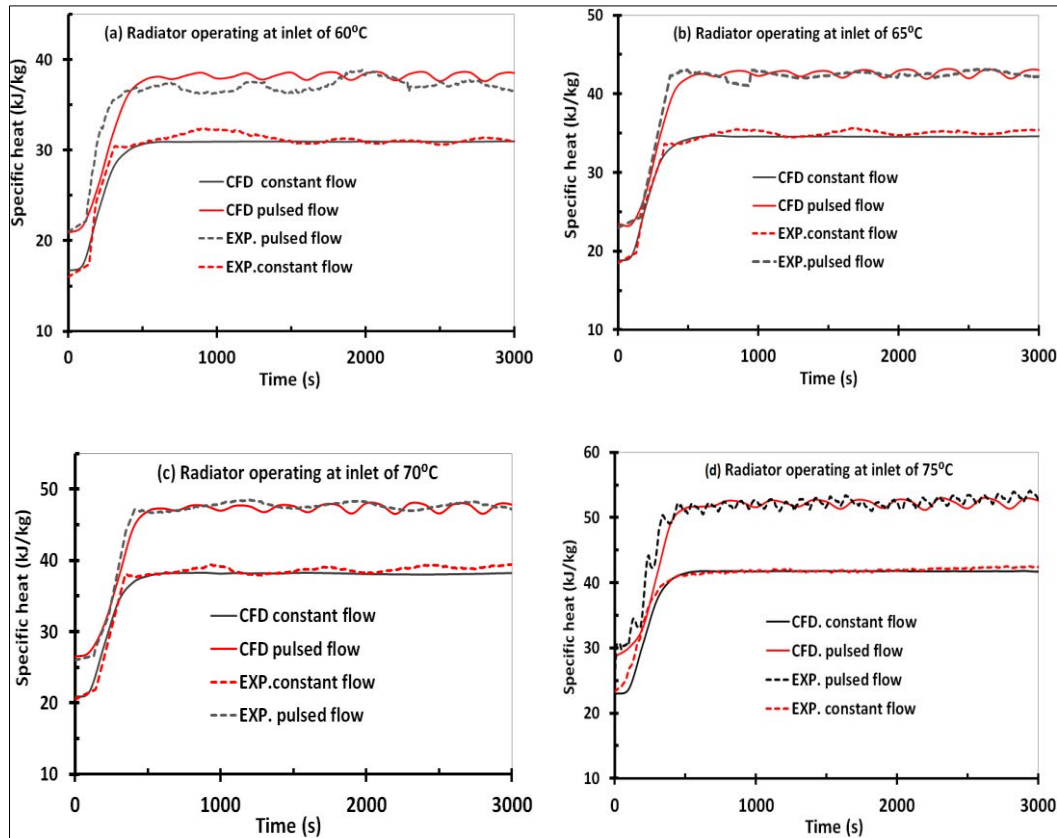 (a) Radiator operating at inlet of 60⁰C
Specific heat (kJ/kg)
50
40
30
20
10
CFD  constant flow
CFD pulsed flow
EXP. pulsed flow
EXP.constant flow
0
1000
2000
3000
Time (s)
(b) Radiator operating at inlet of 65⁰C
Specific heat (kJ/kg)
50
40
30
20
10
CFD constant flow
CFD pulsed flow
EXP.constant flow
EXP.pulsed flow
0
1000
2000
3000
Time (s)
(c) Radiator operating at inlet of 70⁰C
Specific heat (kJ/kg)
50
40
30
20
10
CFD constant flow
CFD pulsed flow
EXP.constant flow
EXP. pulsed flow
0
1000
2000
3000
Time (s)
(d) Radiator operating at inlet of 75⁰C
Specific heat (kJ/kg)
60
50
40
30
20
10
CFD. constant flow
CFD. pulsed flow
EXP. pulsed flow
EXP. constant flow
0
1000
2000
3000
Time (s)